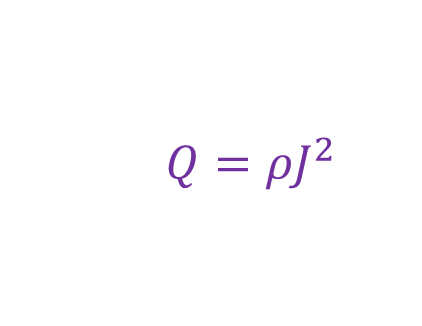 Q = ρJ²